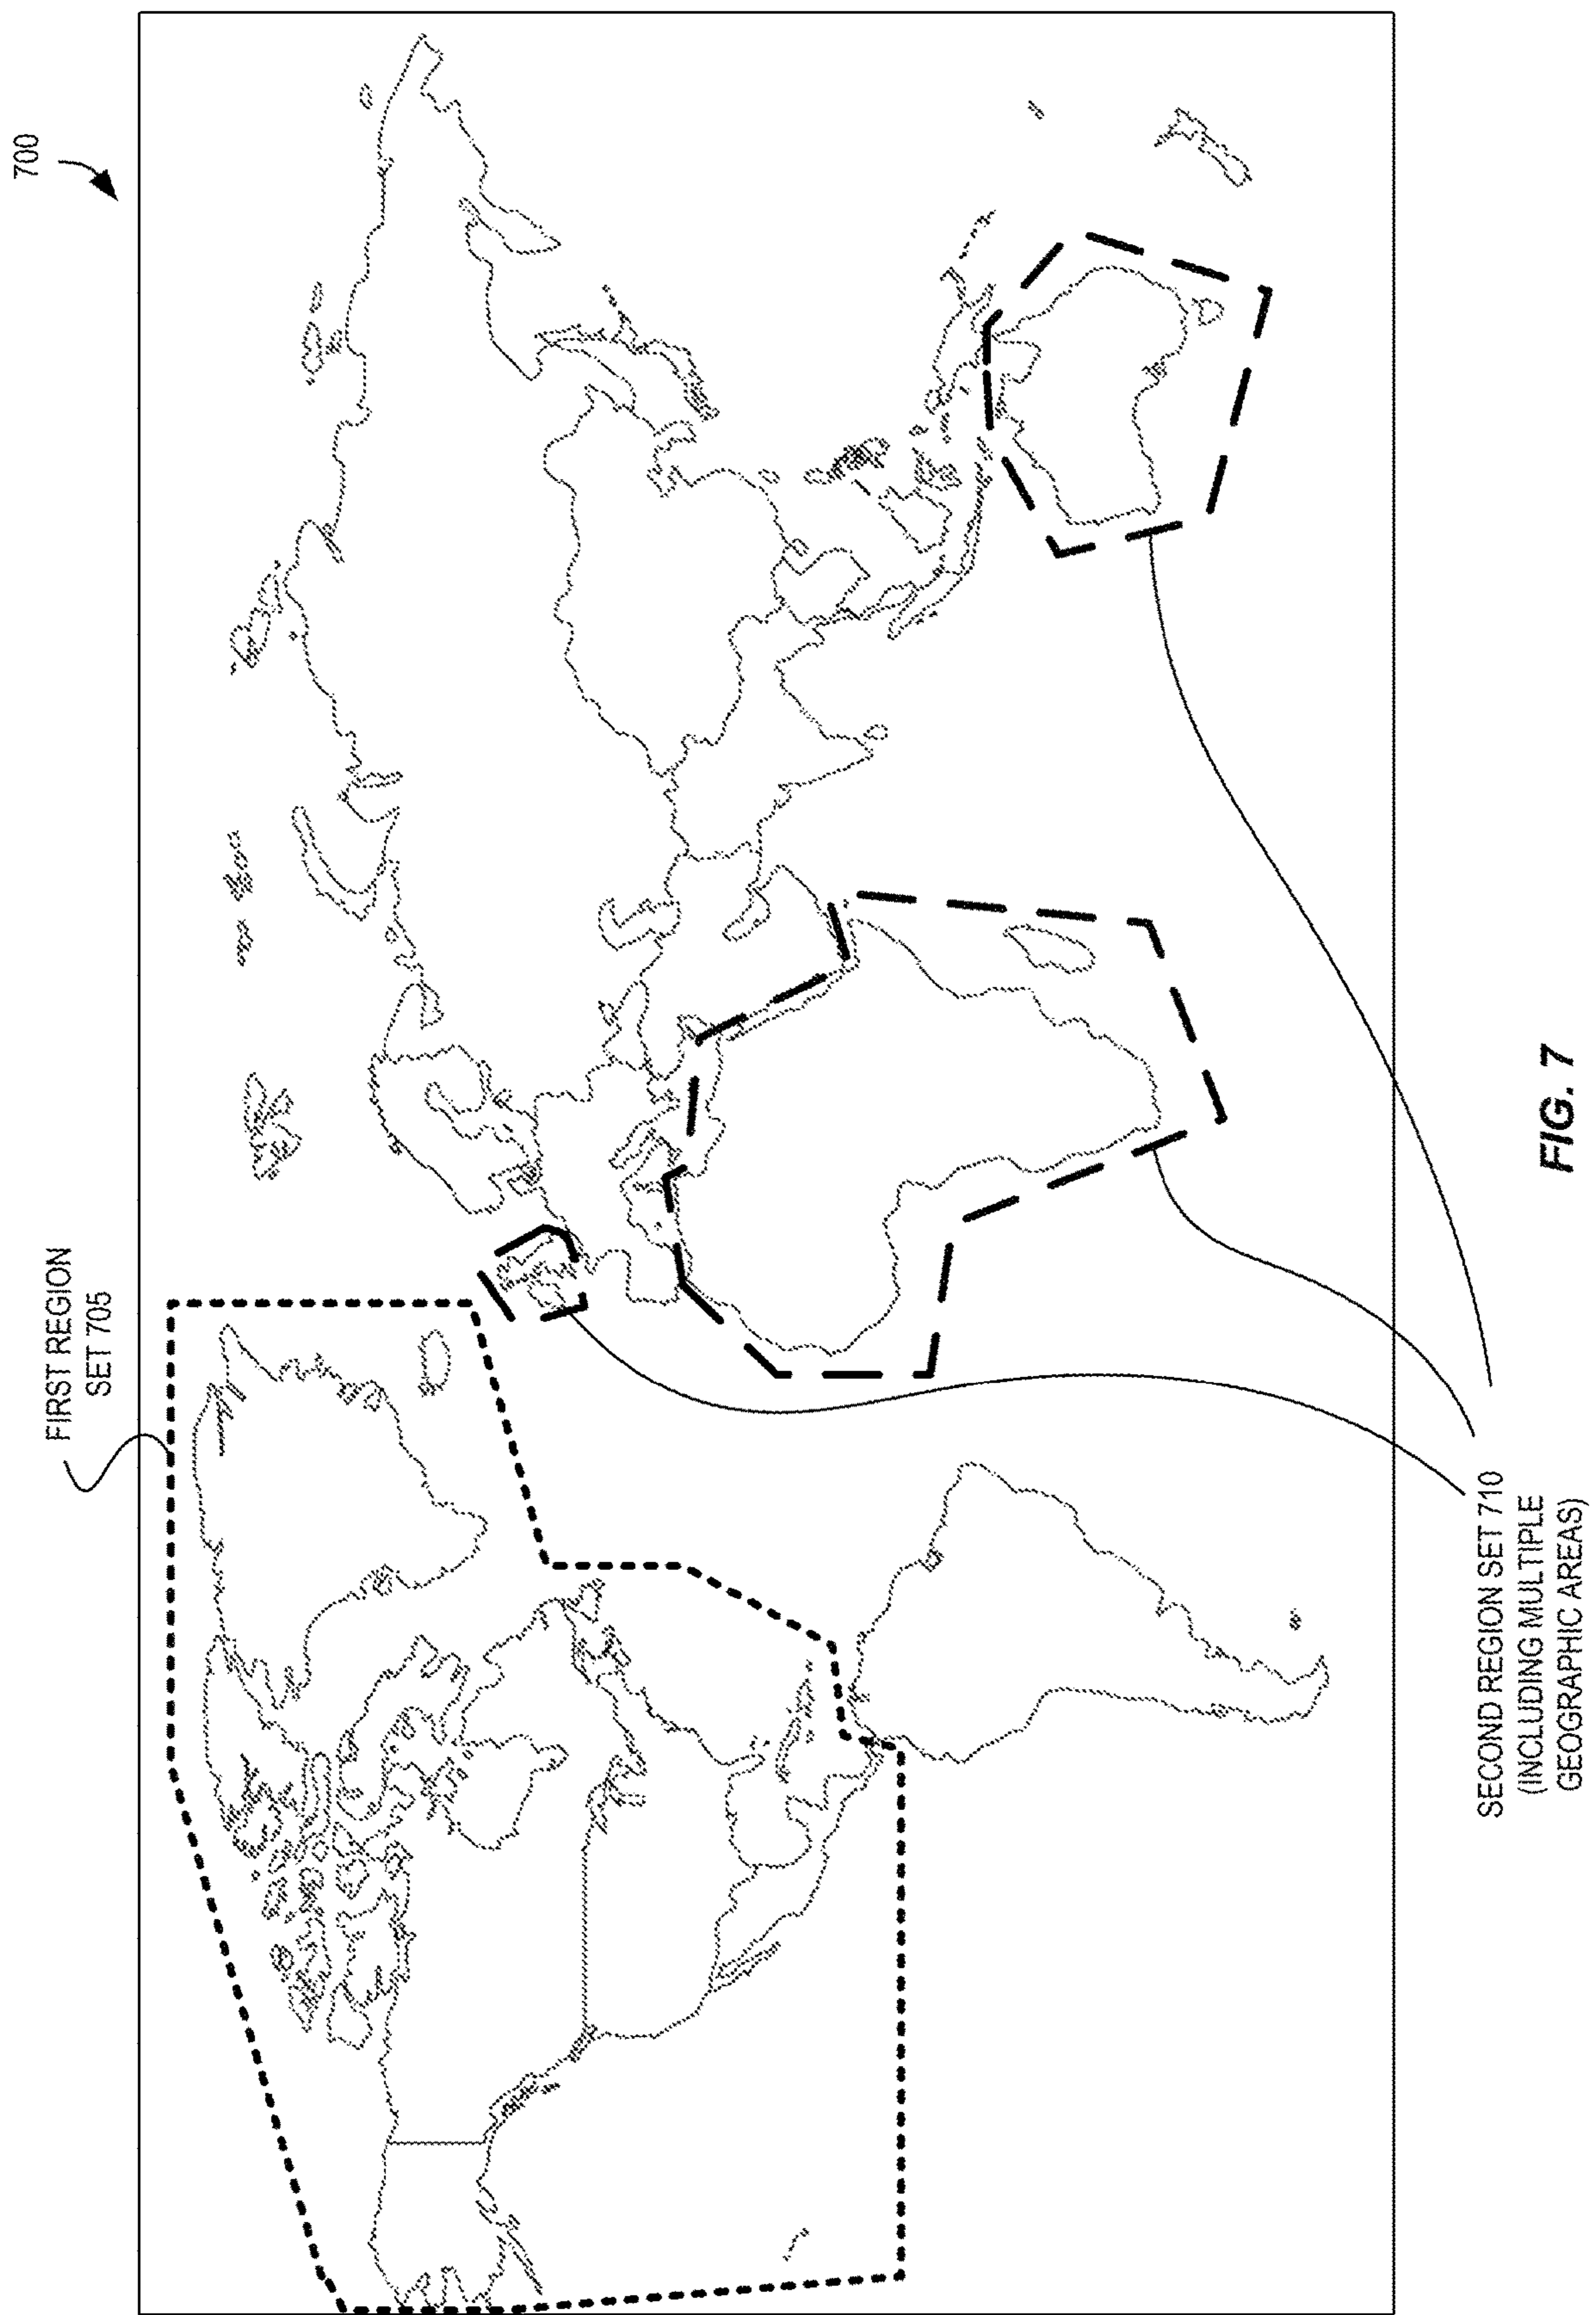 700
FIRST REGION
SET 705
SECOND REGION SET 710
(INCLUDING MULTIPLE
GEOGRAPHIC AREAS)
FIG. 7